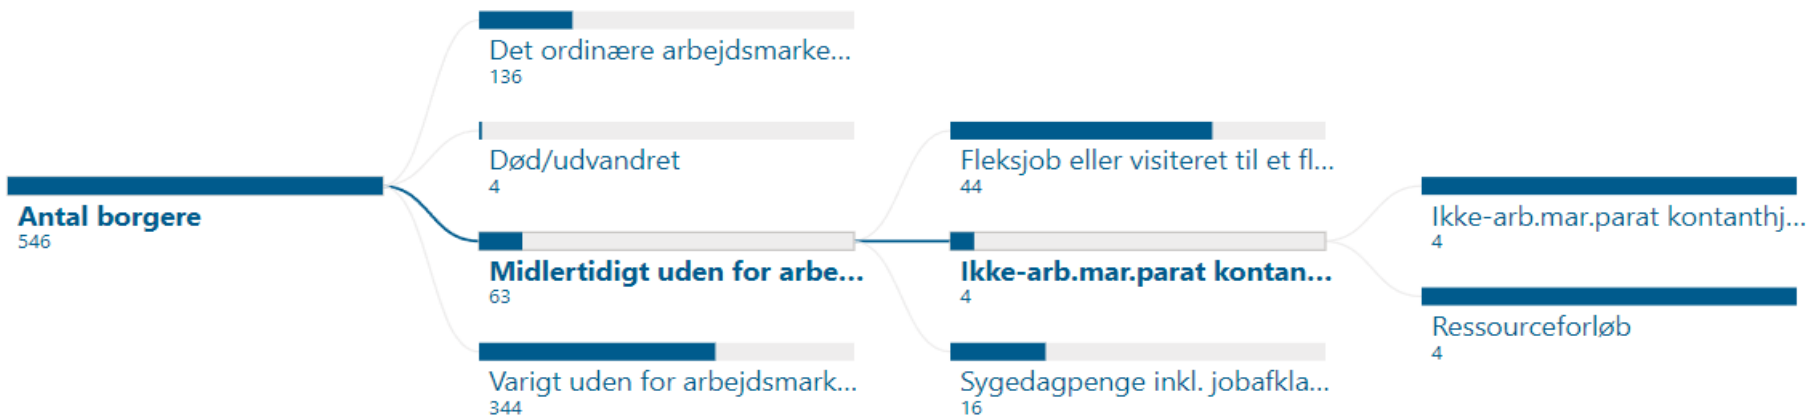 Antal borgere
546
Det ordinære arbejdsmarke...
136
Død/udvandret
4
Midlertidigt uden for arbe...
63
Varigt uden for arbejdsmark...
344
Fleksjob eller visiteret til et fl...
44
Ikke-arb.mar.parat kontan...
4
Sygedagpenge inkl. jobafkla...
16
Ikke-arb.mar.parat kontanthj...
4
Ressourceforløb
4